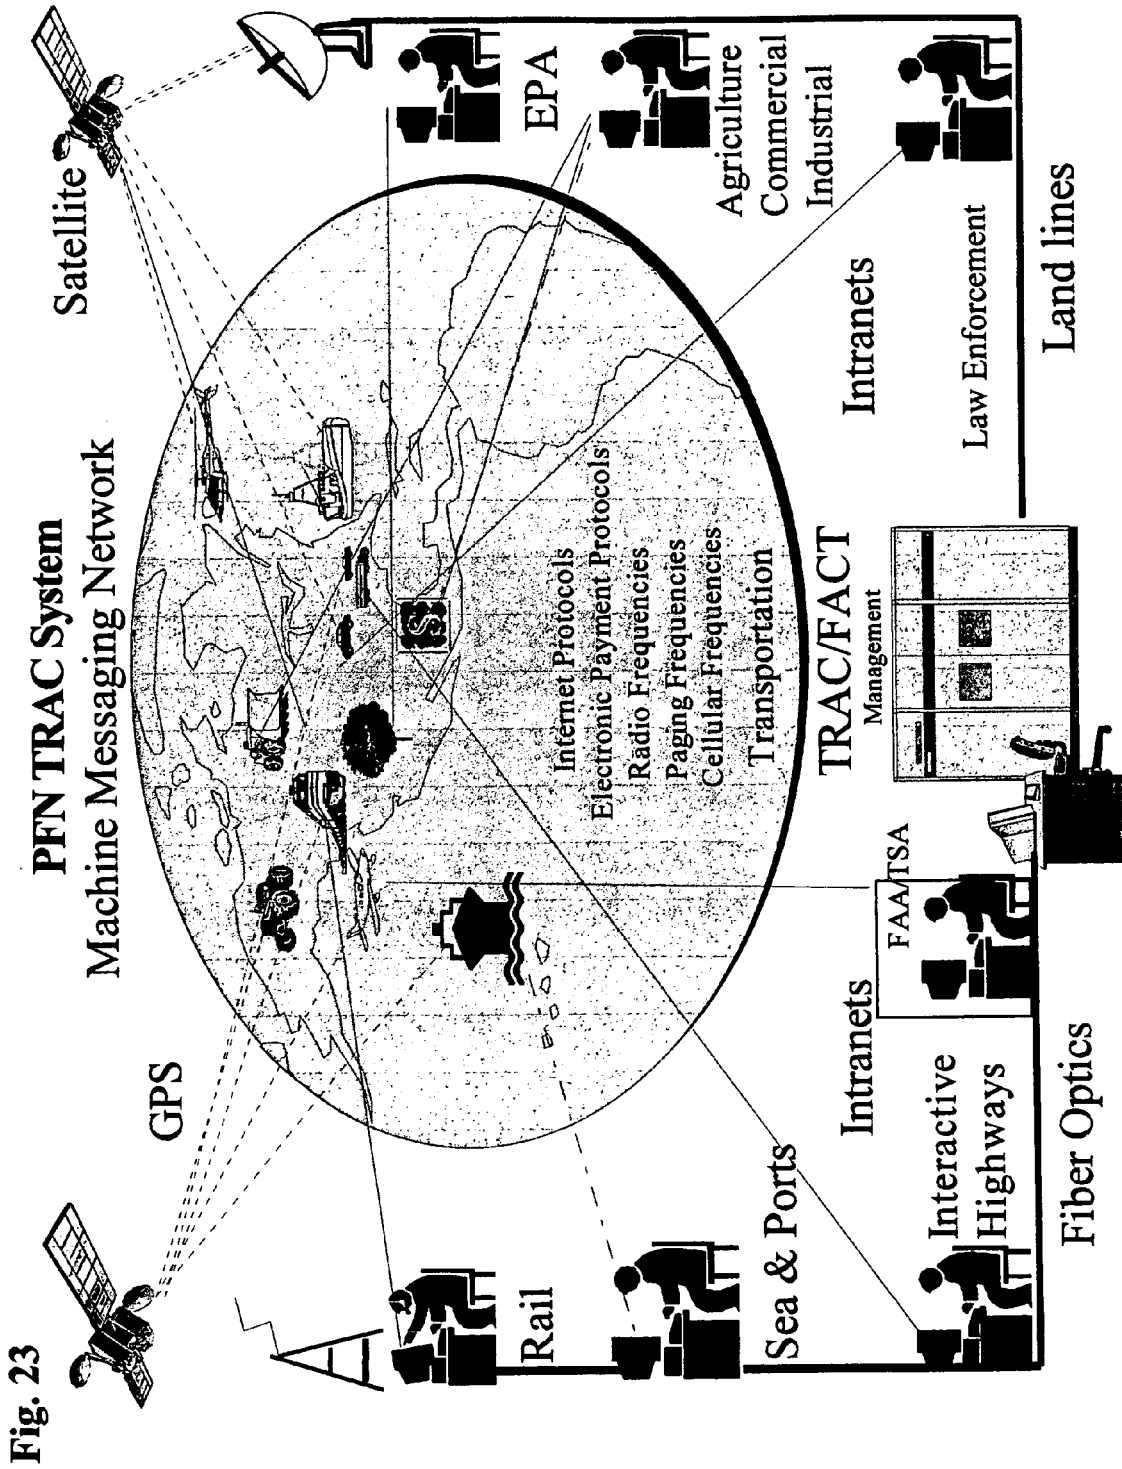 Fig. 23
PFN TRAC System
Machine Messaging Network
GPS
Satellite
Rail
EPA
Sea & Ports
Agriculture
Commercial
Industrial
Internet Protocols
Electronic Payment Protocols
Radio Frequencies
Paging Frequencies
Cellular Frequencies
Transportation
S
TRAC/FACT
Management
Intranets
FAA/TSA
Interactive
Highways
Fiber Optics
Intranets
Law Enforcement
Land lines